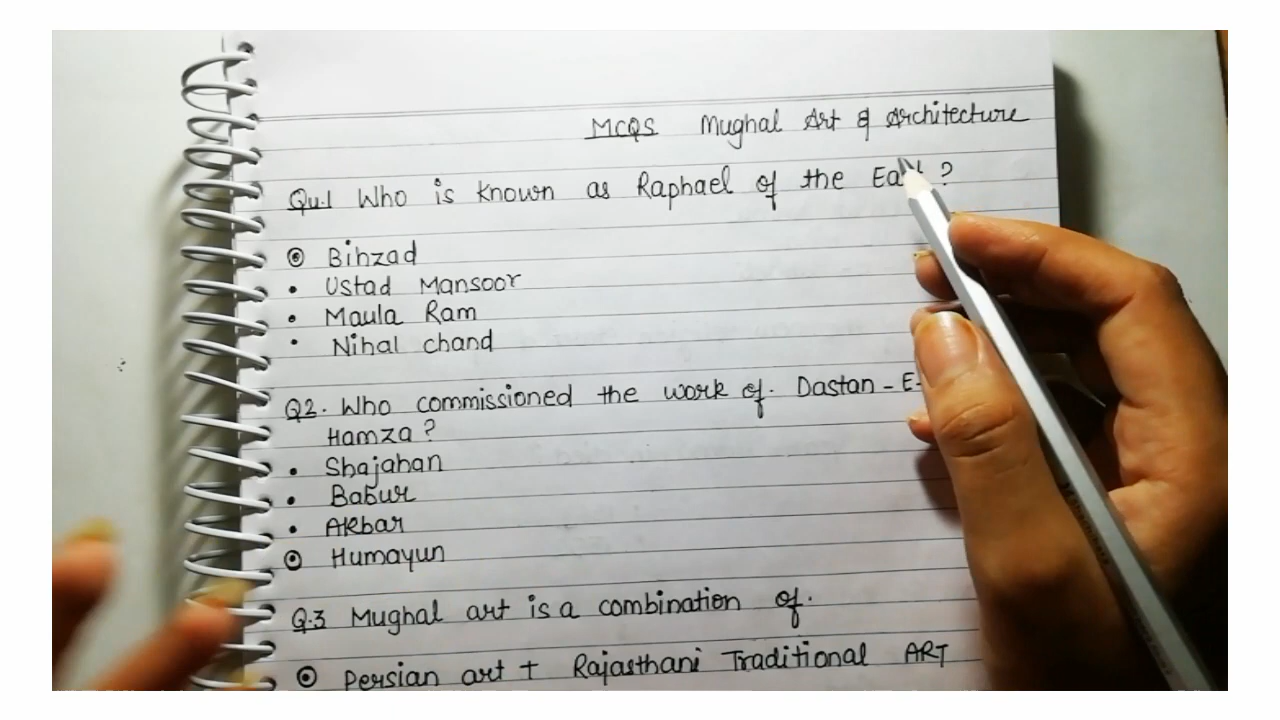 MCQS Mughal Art & Architecture
Qu.1 Who is known as Raphael of the East ?
Bihzad
• Ustad Mansoor
• Maula Ram
• Nihal chand
Q2. Who commissioned the work of. Dastan - E-
Hamza ?
• Shajahan
• Babur
• Akbar
Humayun
Q.3 Mughal art is a combination of.
Persian art + Rajasthani Traditional ART